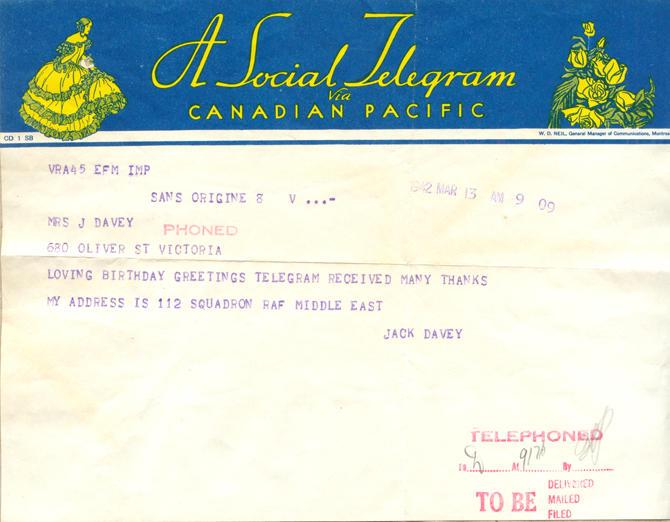 A Social Telegram
Via
CANADIAN PACIFIC
CD 1 SB
W. D. NEIL, General Manager of Communications, Montreal
VRA45 EFM IMP
SANS ORIGINE 8 V ...-
1942 MAR 13 AM 9 09
MRS J DAVEY
PHONED
680 OLIVER ST VICTORIA
LOVING BIRTHDAY GREETINGS TELEGRAM RECEIVED MANY THANKS
MY ADDRESS IS 112 SQUADRON RAF MIDDLE EAST
JACK DAVEY
TELEPHONED
To At By
TO BE
DELIVERED
MAILED
FILED